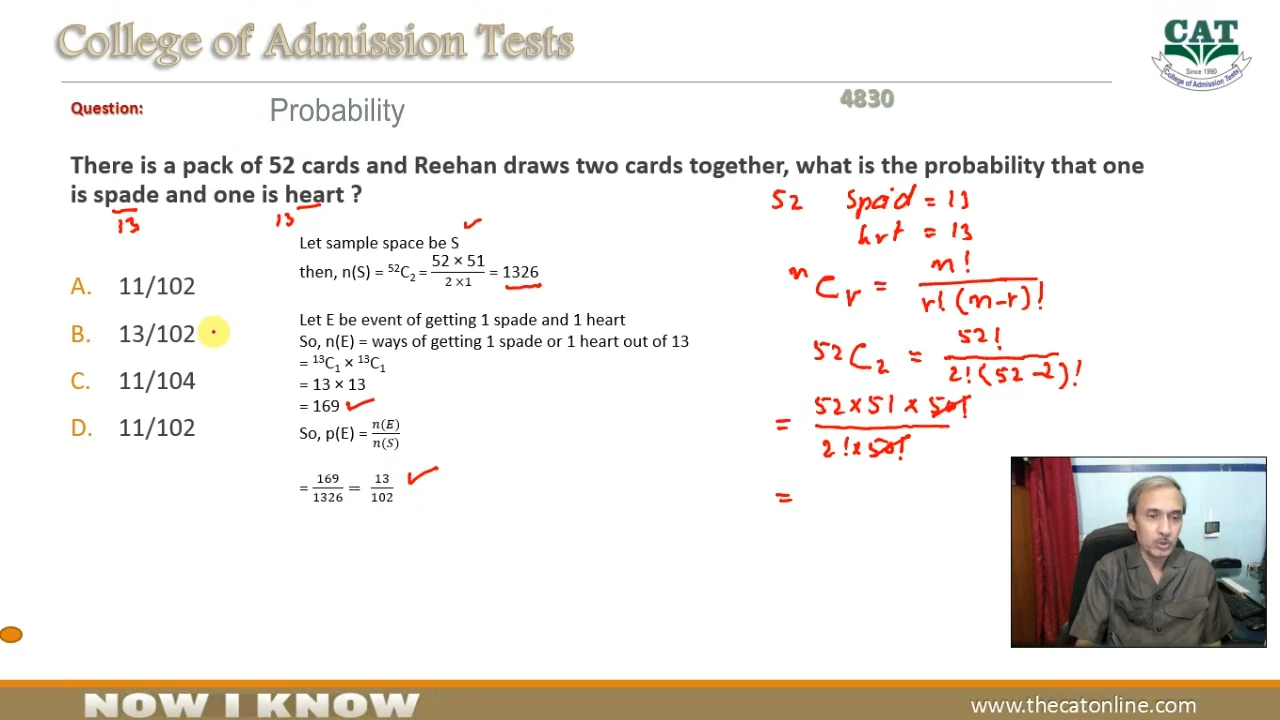 College of Admission Tests
CAT
Since 1990
College of Admission Tests
Question:
Probability
4830
There is a pack of 52 cards and Reehan draws two cards together, what is the probability that one
is spade and one is heart ?
13
13
A. 11/102
B. 13/102
C. 11/104
D. 11/102
Let sample space be S
then, n(S) = ⁵²C₂ = 52 × 51 / 2 ×1 = 1326
Let E be event of getting 1 spade and 1 heart
So, n(E) = ways of getting 1 spade or 1 heart out of 13
= ¹³C₁ × ¹³C₁
= 13 × 13
= 169
So, p(E) = n(E)/n(S)
= 169/1326 = 13/102
52 Spaid = 13
hrt = 13
nCr = n! / r! (n-r)!
52C2 = 52! / 2! (52-2)!
= 52 × 51 × 50! / 2! × 50!
=
NOW I KNOW
www.thecatonline.com